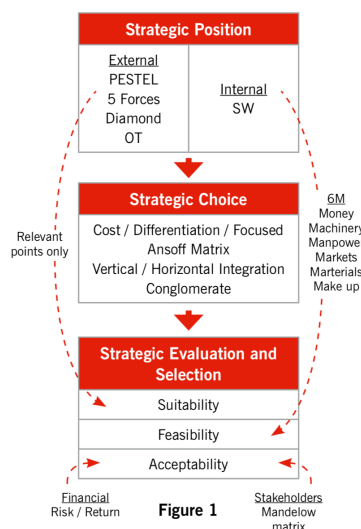 Strategic Position
External
PESTEL
5 Forces
Diamond
OT
Internal
SW
Strategic Choice
Cost / Differentiation / Focused
Ansoff Matrix
Vertical / Horizontal Integration
Conglomerate
Relevant
points only
6M
Money
Machinery
Manpower
Markets
Marterials
Make up
Strategic Evaluation and
Selection
Suitability
Feasibility
Acceptability
Financial
Risk / Return
Figure 1
Stakeholders
Mandelow
matrix